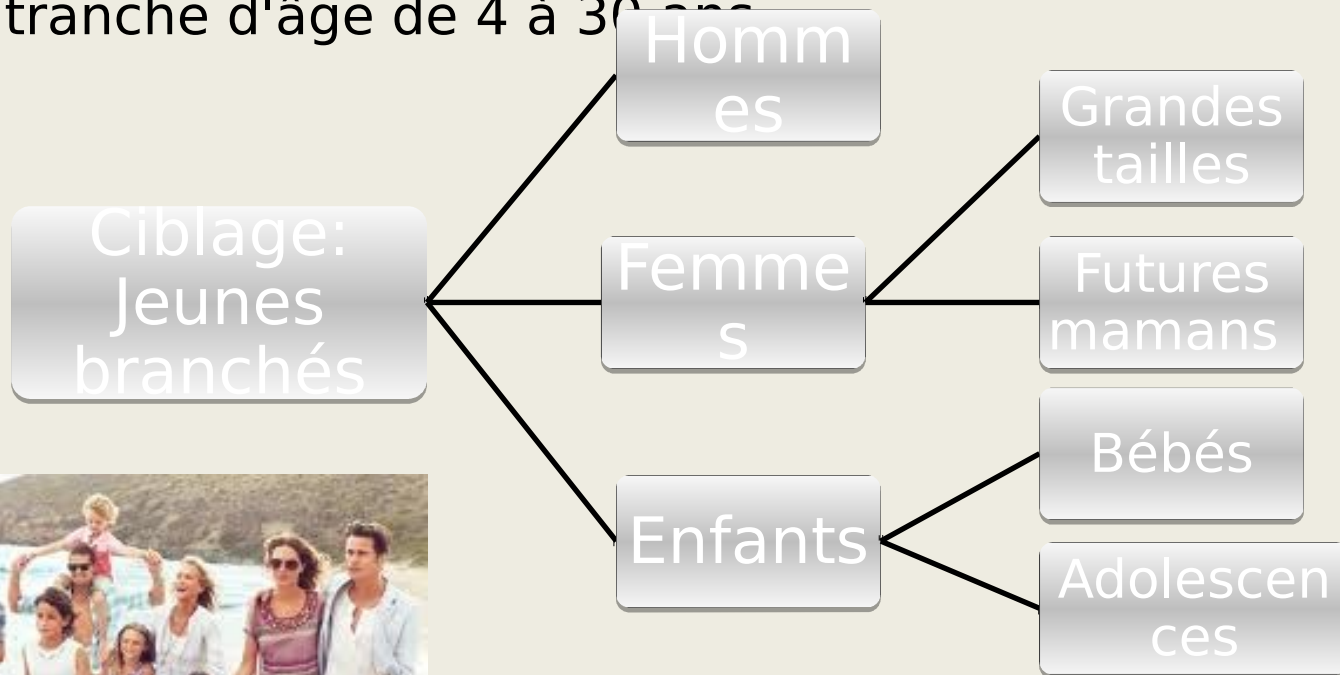 tranche d'âge de 4 à 30 ans
Homm
es
Grandes
tailles
Ciblage:
Jeunes
branchés
Femme
s
Futures
mamans
Bébés
Enfants
Adolescen
ces